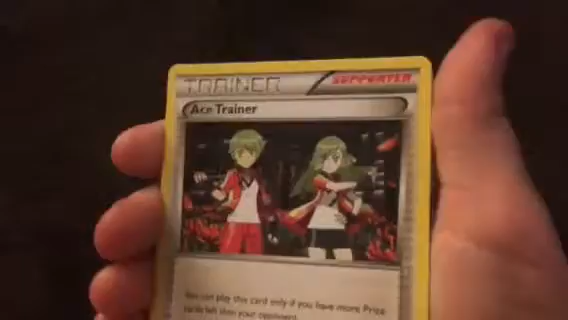 TRAINER
SUPPORTER
Ace Trainer
You can play this card only if you have more Prize
cards left than your opponent.